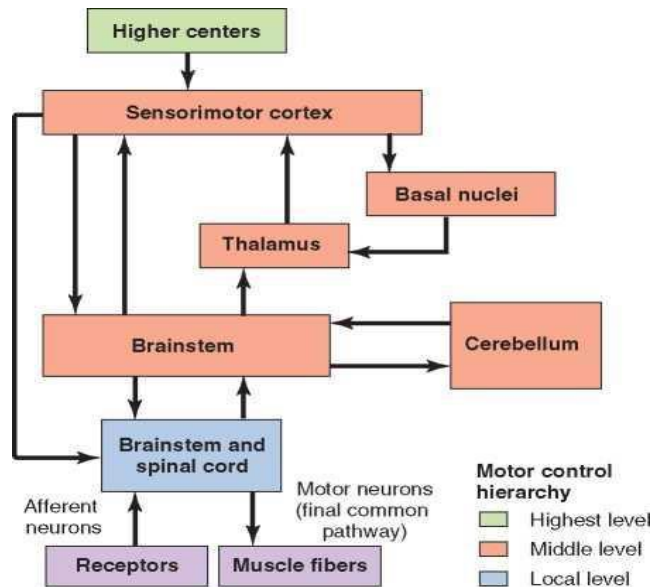 Higher centers
Sensorimotor cortex
Basal nuclei
Thalamus
Brainstem
Cerebellum
Brainstem and
spinal cord
Afferent
neurons
Motor neurons
(final common
pathway)
Receptors
Muscle fibers
Motor control
hierarchy
Highest level
Middle level
Local level